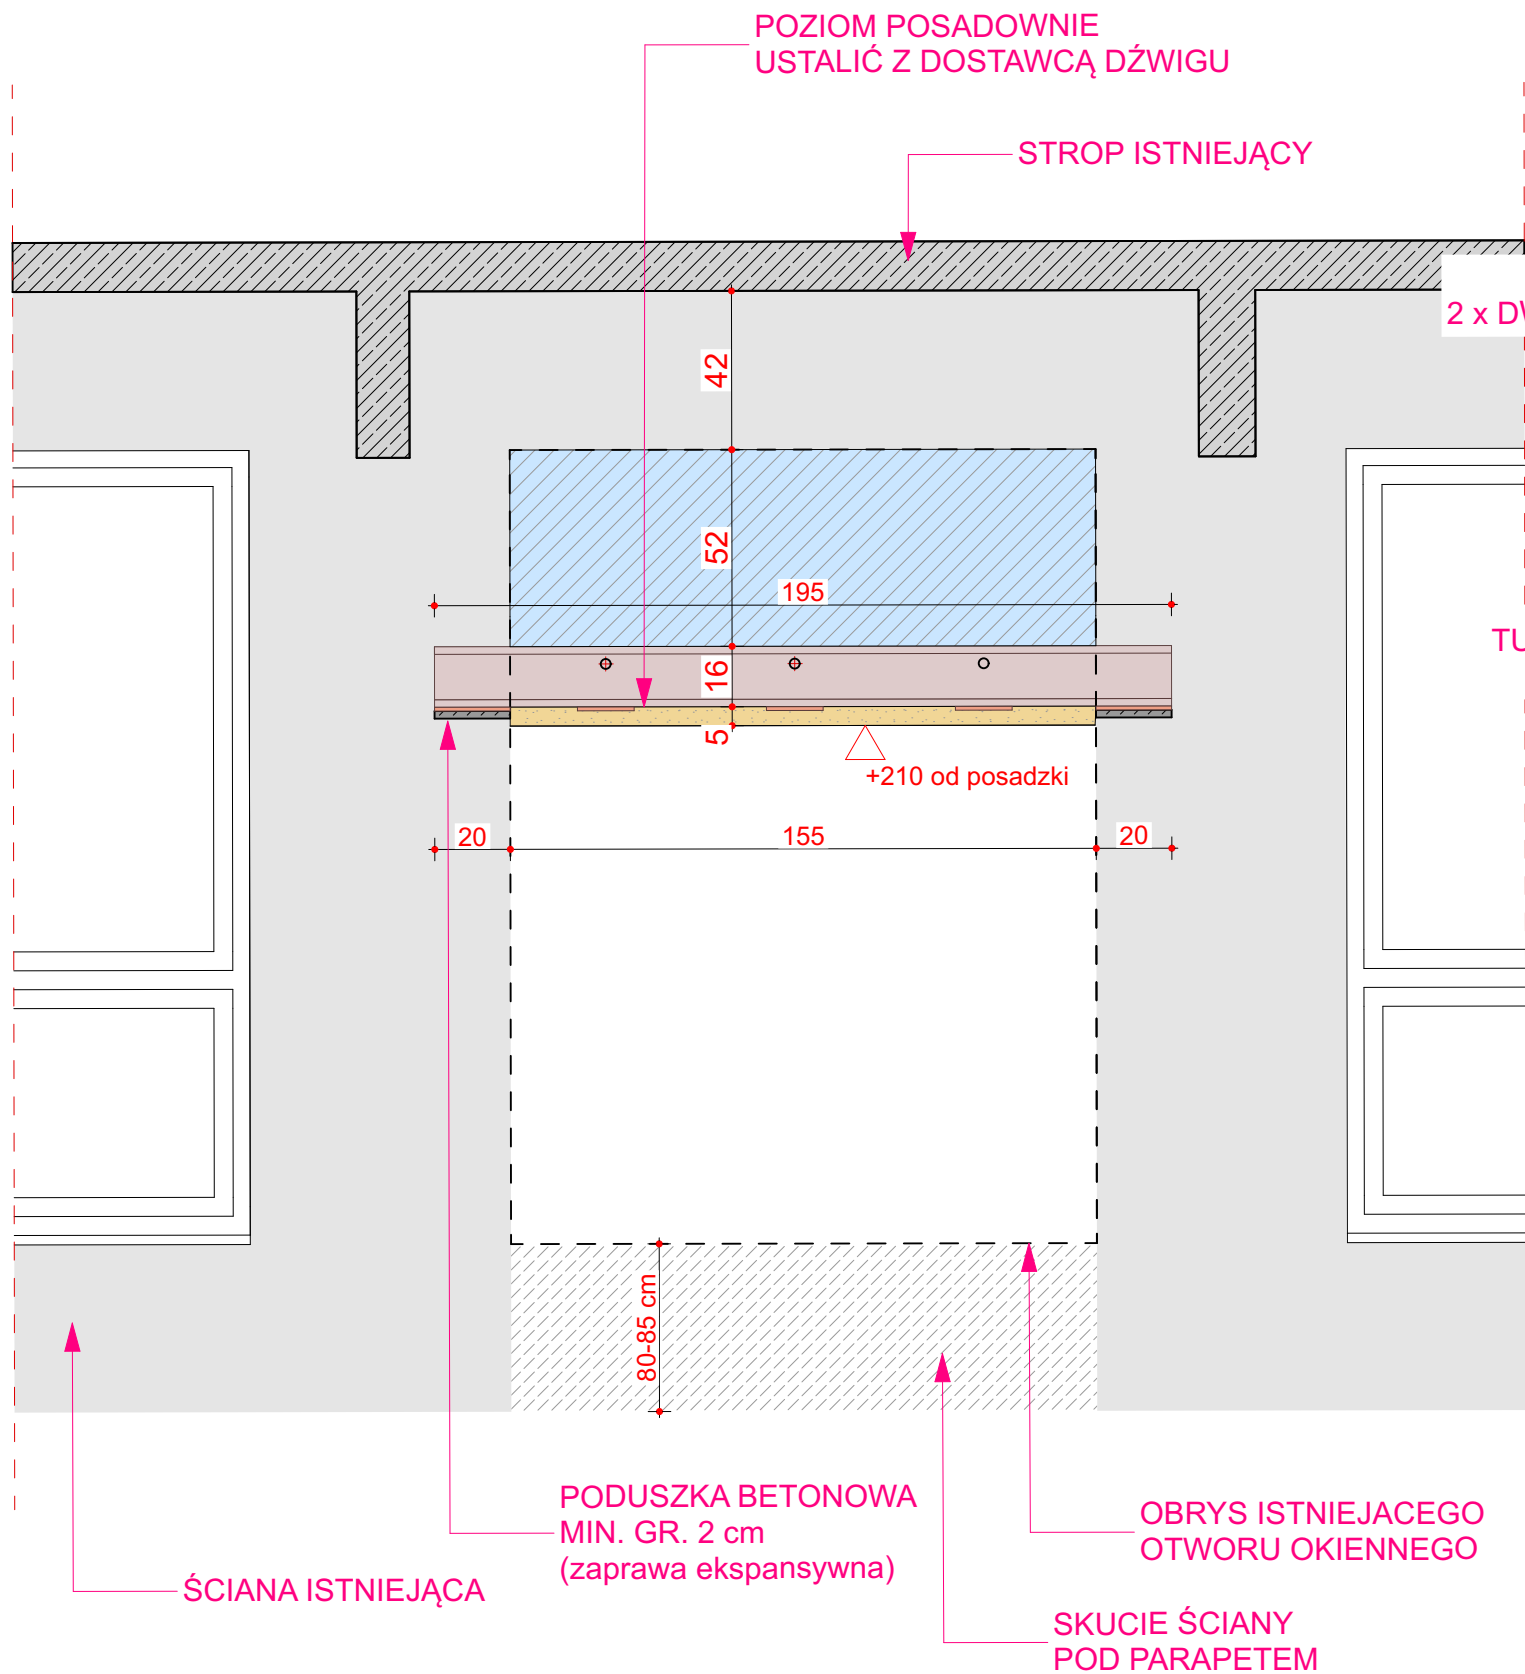 POZIOM POSADOWNIE
USTALIĆ Z DOSTAWCĄ DŹWIGU
STROP ISTNIEJĄCY
2 x DW
42
52
195
TU
16
5
+210 od posadzki
20
155
20
80-85 cm
PODUSZKA BETONOWA
MIN. GR. 2 cm
(zaprawa ekspansywna)
OBRYS ISTNIEJACEGO
OTWORU OKIENNEGO
ŚCIANA ISTNIEJĄCA
SKUCIE ŚCIANY
POD PARAPETEM